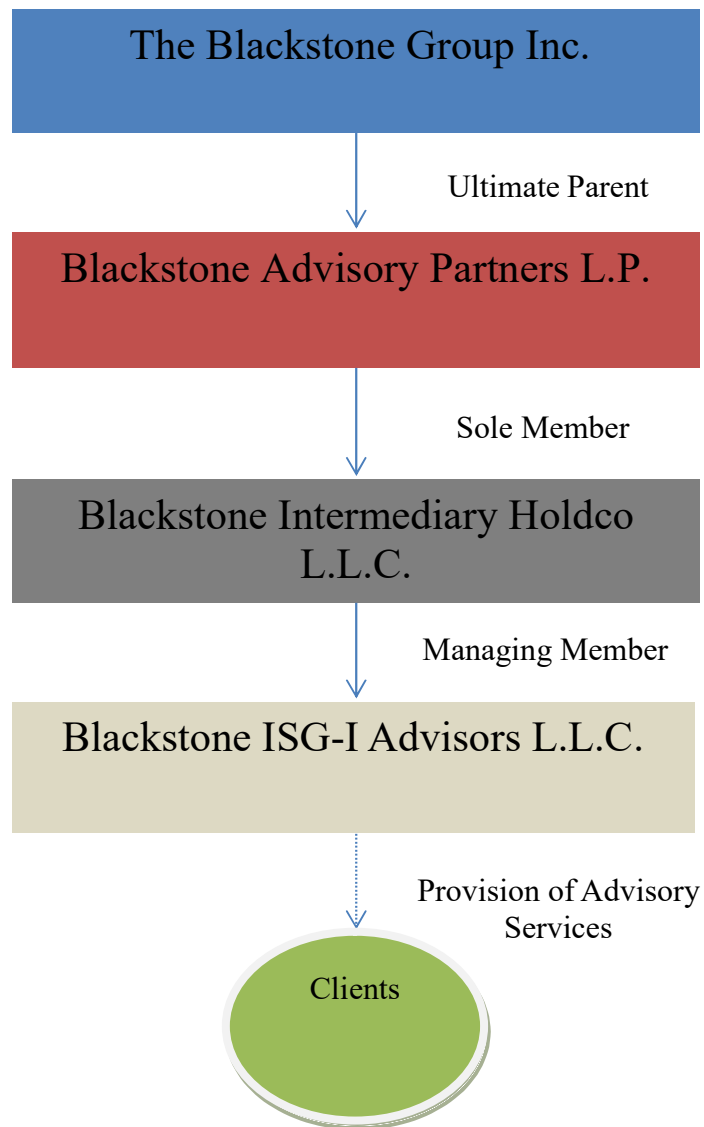 The Blackstone Group Inc.
Ultimate Parent
Blackstone Advisory Partners L.P.
Sole Member
Blackstone Intermediary Holdco
L.L.C.
Managing Member
Blackstone ISG-I Advisors L.L.C.
Provision of Advisory
Services
Clients